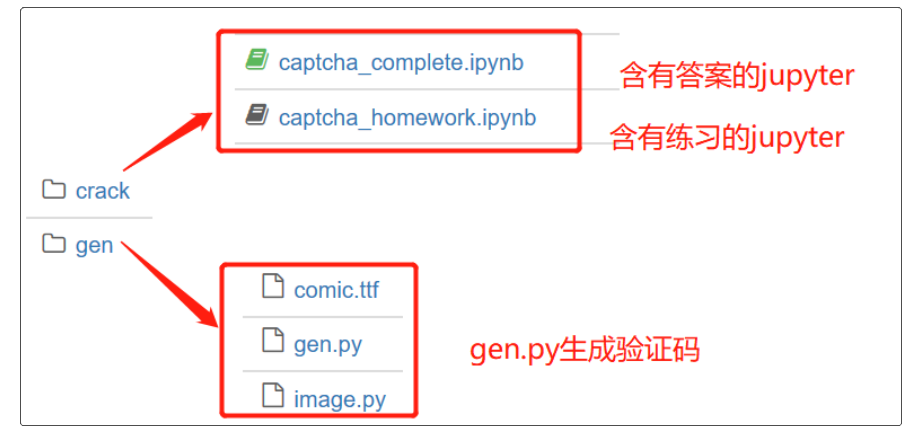 captcha_complete.ipynb
含有答案的jupyter
captcha_homework.ipynb
含有练习的jupyter
crack
gen
comic.ttf
gen.py
gen.py生成验证码
image.py